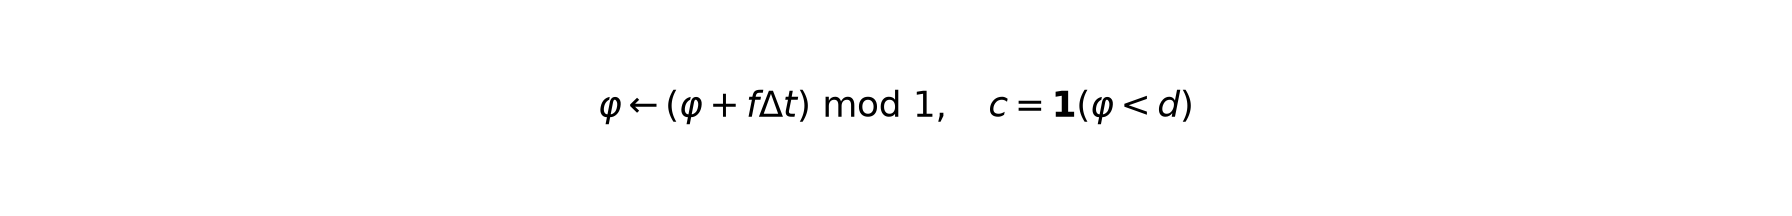 φ ← (φ + fΔt) mod 1, c = 𝟏(φ < d)